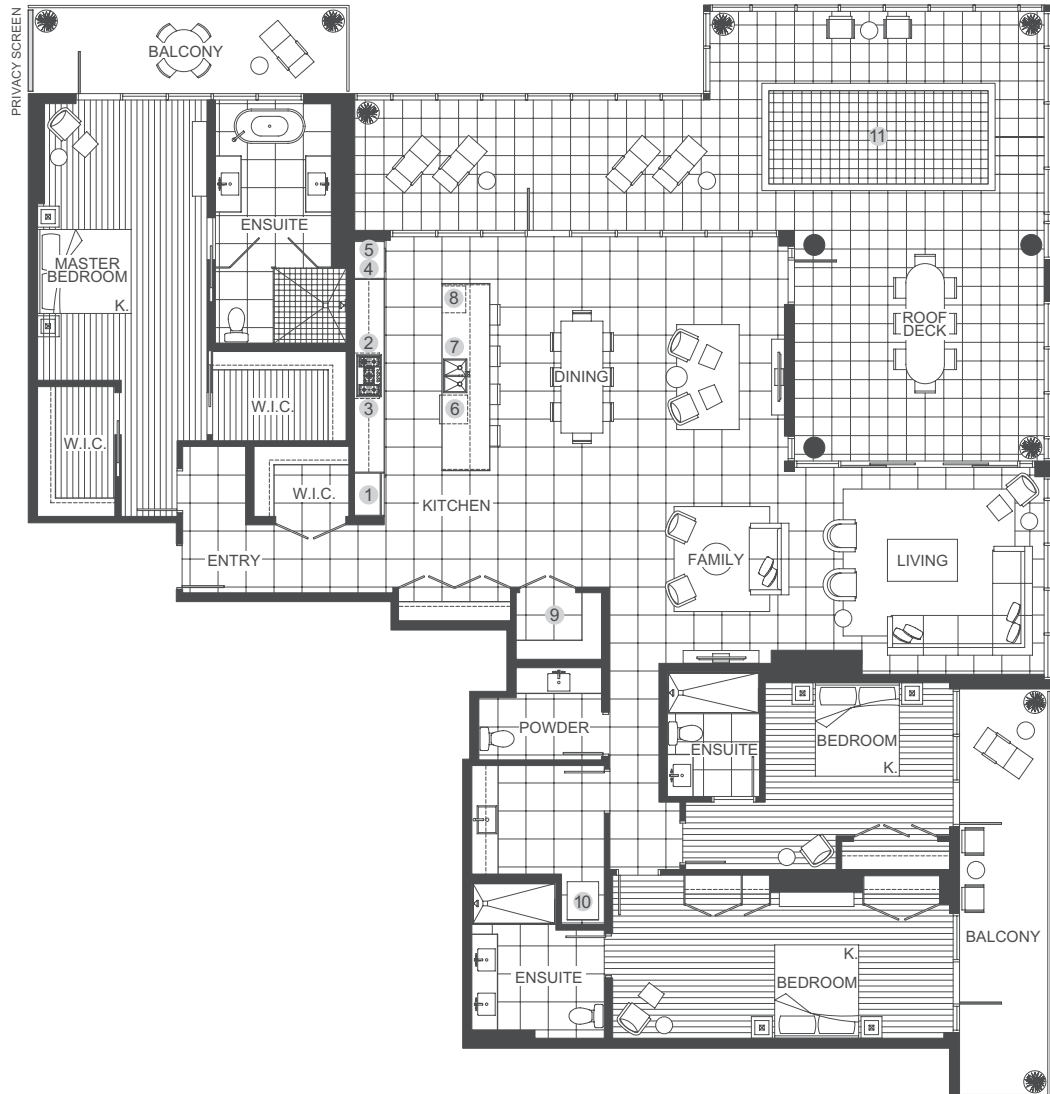 PRIVACY SCREEN
BALCONY
11
ENSUITE
5
4
MASTER
BEDROOM
K.
8
ROOF
DECK
2
7
DINING
3
6
W.I.C.
W.I.C.
W.I.C.
1
KITCHEN
ENTRY
FAMILY
LIVING
9
POWDER
ENSUITE
BEDROOM
K.
10
BALCONY
K.
ENSUITE
BEDROOM